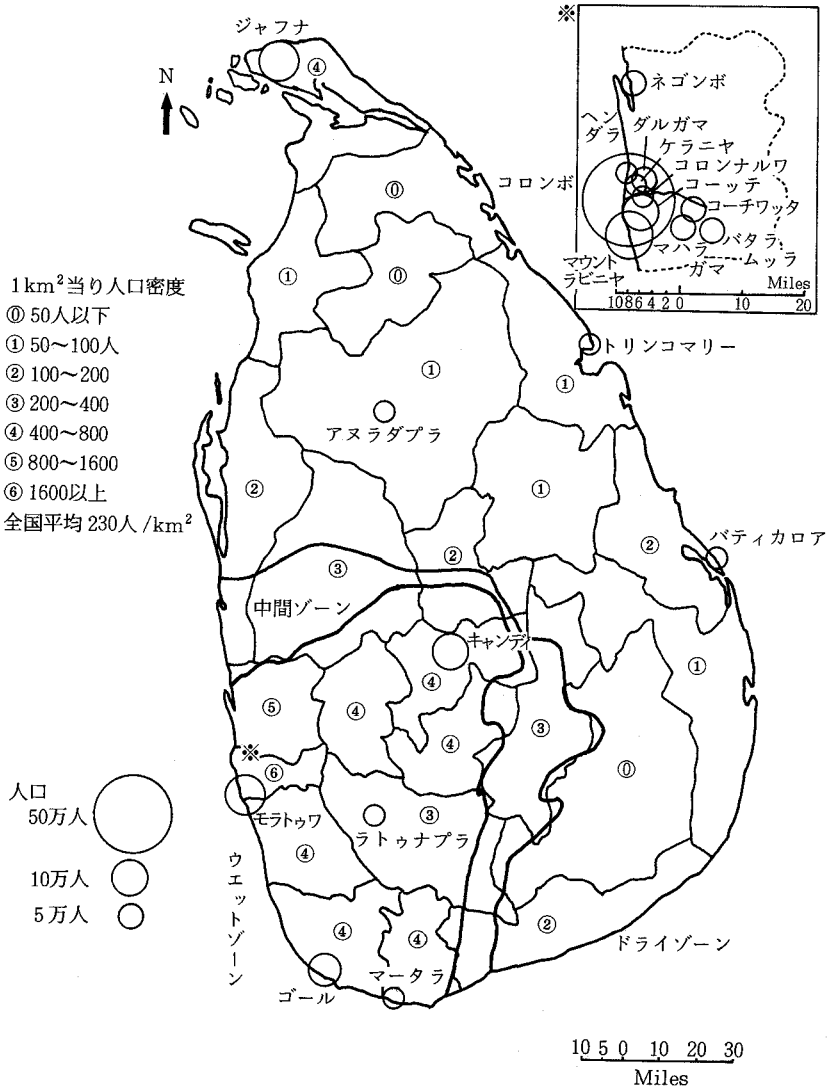 ジャフナ
④
N
⓪
①
⓪
①
①
トリンコマリー
アヌラダプラ
②
①
②
②
バティカロア
③
中間ゾーン
キャンディ
④
①
⑤
④
④
③
⓪
※
⑥
モラトゥワ
ラトゥナプラ
③
④
ウエットゾーン
④
④
②
ドライゾーン
ゴール
マータラ
1km²当り人口密度
⓪ 50人以下
① 50〜100人
② 100〜200
③ 200〜400
④ 400〜800
⑤ 800〜1600
⑥ 1600以上
全国平均 230人/km²
人口
50万人
10万人
5万人
※
ネゴンボ
ヘンダラ
ダルガマ
ケラニヤ
コロンナルワ
コーッテ
コーチワッタ
コロンボ
マハラガマ
バタラムッラ
マウント
ラビニヤ
Miles
10 8 6 4 2 0 10 20
10 5 0 10 20 30
Miles